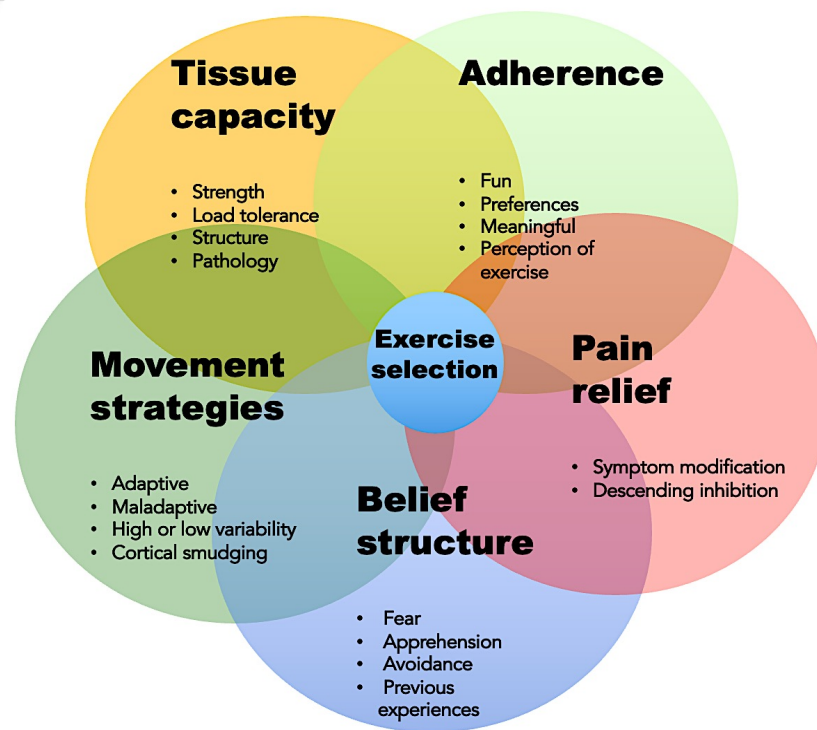 Tissue
capacity
• Strength
• Load tolerance
• Structure
• Pathology
Adherence
• Fun
• Preferences
• Meaningful
• Perception of
exercise
Exercise
selection
Movement
strategies
• Adaptive
• Maladaptive
• High or low variability
• Cortical smudging
Pain
relief
• Symptom modification
• Descending inhibition
Belief
structure
• Fear
• Apprehension
• Avoidance
• Previous
experiences